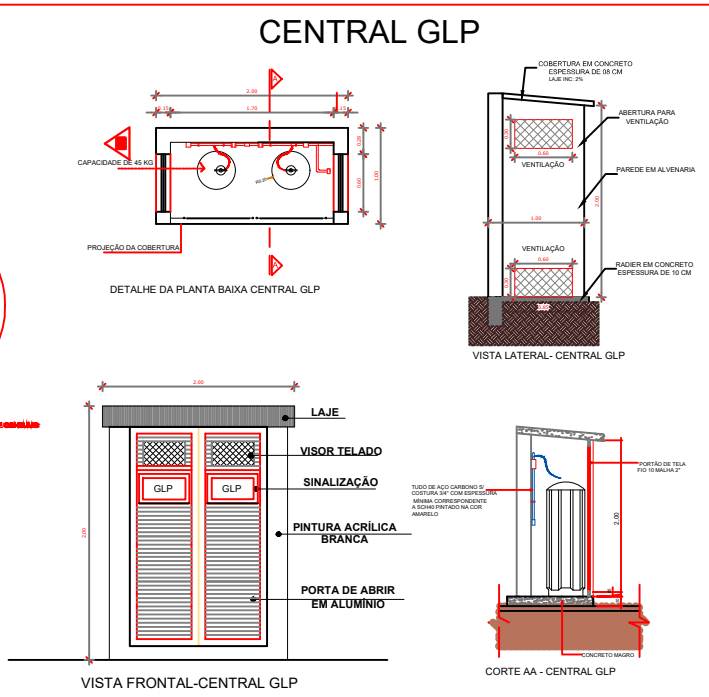 CENTRAL GLP
A
2.00
0.15
1.70
0.15
CAPACIDADE DE 45 KG
0.26
0.60
1.00
PROJEÇÃO DA COBERTURA
A
DETALHE DA PLANTA BAIXA CENTRAL GLP
COBERTURA EM CONCRETO
ESPESSURA DE 08 CM
LAJE INC: 2%
ABERTURA PARA
VENTILAÇÃO
0.30
0.60
VENTILAÇÃO
PAREDE EM ALVENARIA
2.00
1.00
VENTILAÇÃO
0.60
0.30
RADIER EM CONCRETO
ESPESSURA DE 10 CM
VISTA LATERAL- CENTRAL GLP
2.00
LAJE
VISOR TELADO
SINALIZAÇÃO
GLP
GLP
2.00
PINTURA ACRÍLICA
BRANCA
PORTA DE ABRIR
EM ALUMÍNIO
VISTA FRONTAL-CENTRAL GLP
PORTÃO DE TELA
FIO 10 MALHA 2"
TUDO DE AÇO CARBONO S/
COSTURA 3/4" COM ESPESSURA
MÍNIMA CORRESPONDENTE
A SCH40 PINTADO NA COR
AMARELO
2.00
CONCRETO MAGRO
CORTE AA - CENTRAL GLP